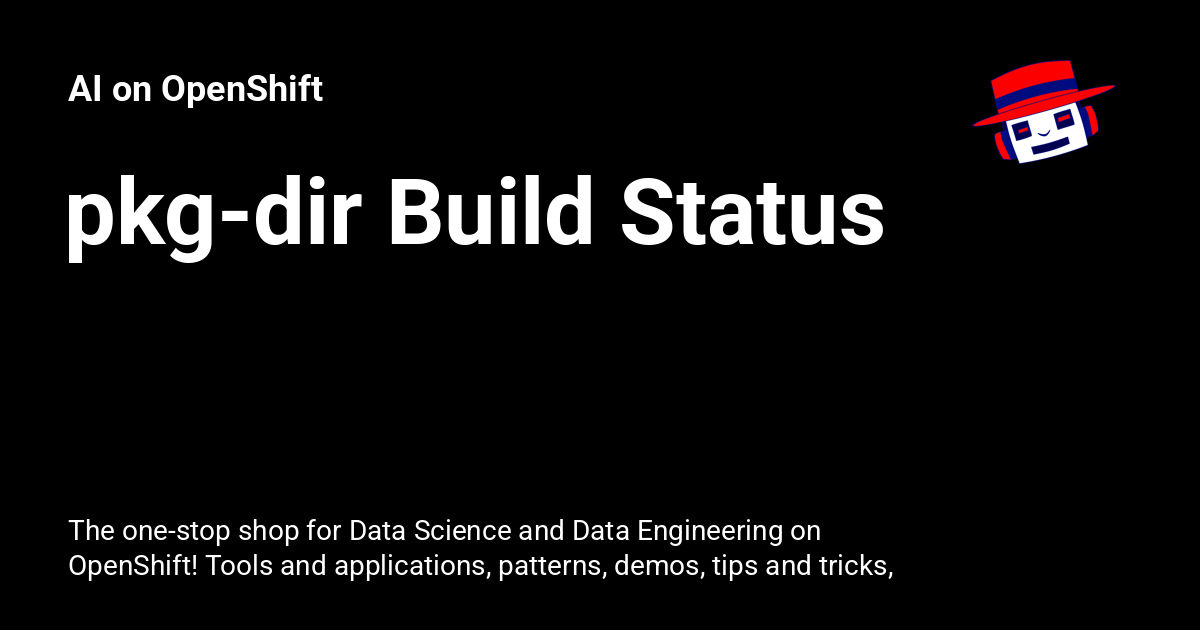 AI on OpenShift
pkg-dir Build Status
The one-stop shop for Data Science and Data Engineering on
OpenShift! Tools and applications, patterns, demos, tips and tricks,